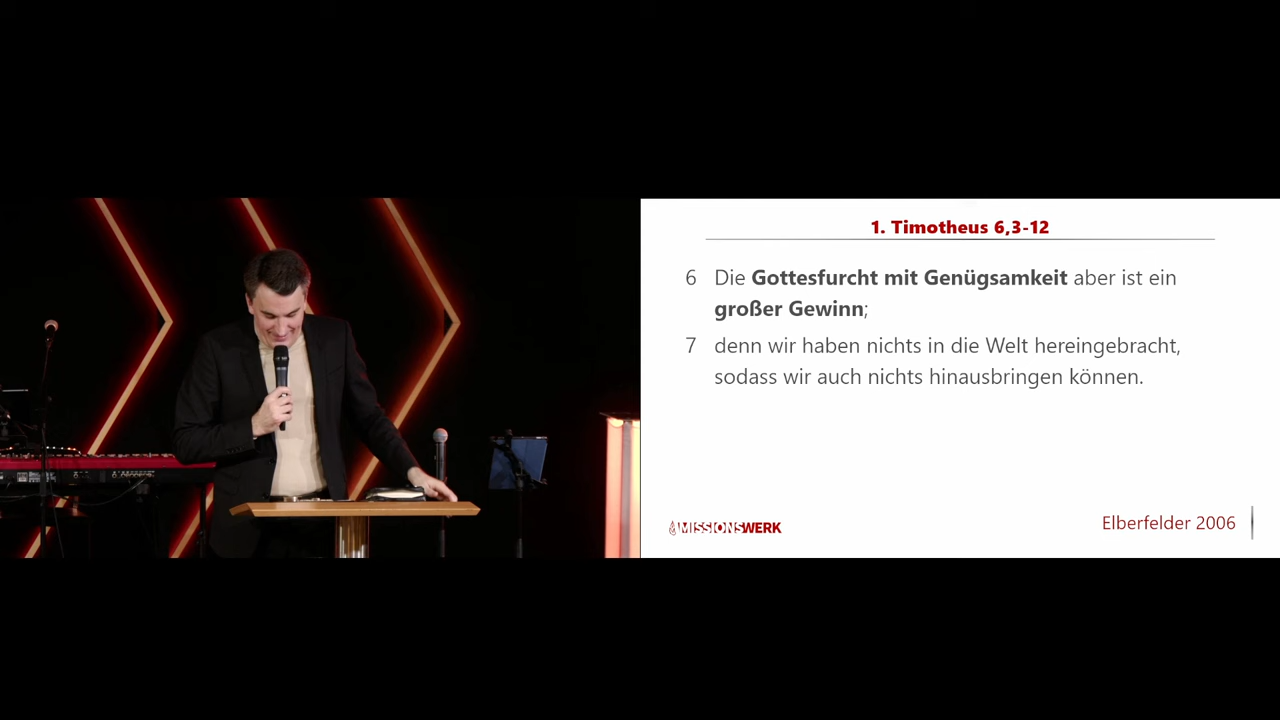 1. Timotheus 6,3-12
6 Die Gottesfurcht mit Genügsamkeit aber ist ein
großer Gewinn;
7 denn wir haben nichts in die Welt hereingebracht,
sodass wir auch nichts hinausbringen können.
MISSIONSWERK
Elberfelder 2006